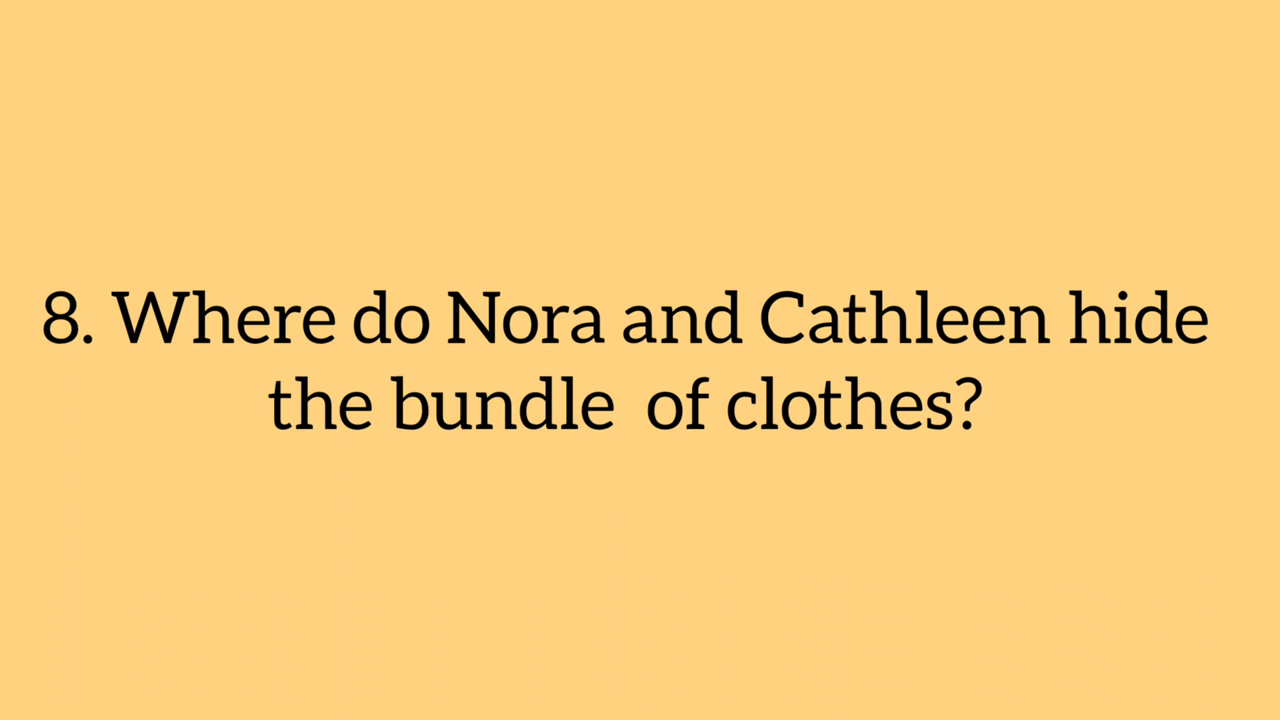 8. Where do Nora and Cathleen hide
the bundle  of clothes?